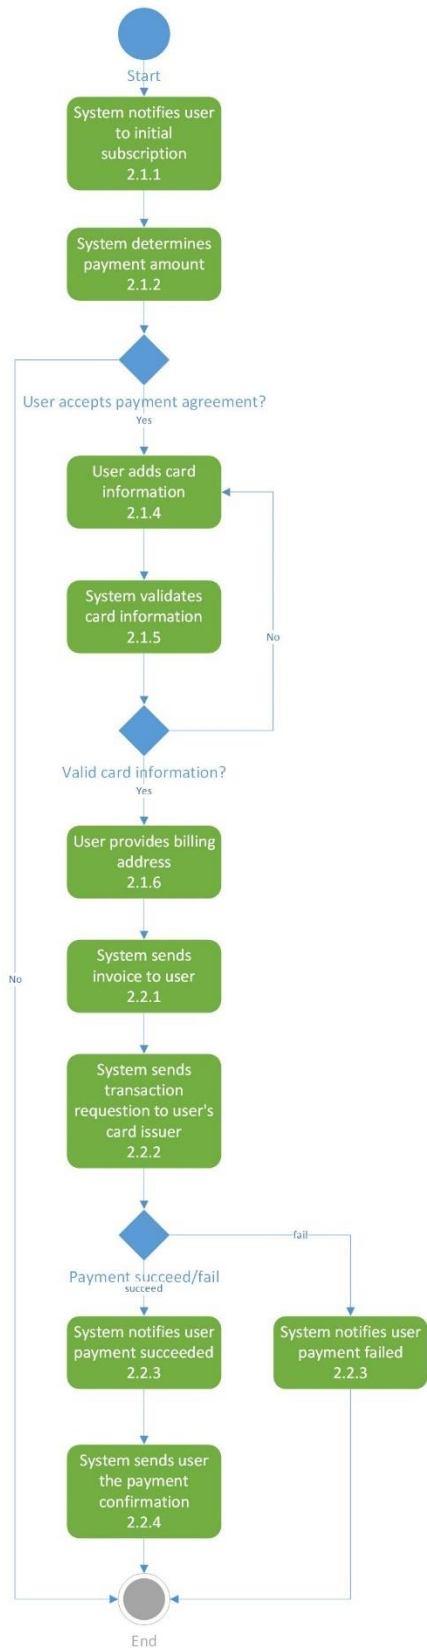 Start
System notifies user
to initial
subscription
2.1.1
System determines
payment amount
2.1.2
User accepts payment agreement?
Yes
User adds card
information
2.1.4
System validates
card information
2.1.5
No
Valid card information?
Yes
User provides billing
address
2.1.6
System sends
invoice to user
2.2.1
No
System sends
transaction
requestion to user's
card issuer
2.2.2
fail
Payment succeed/fail
succeed
System notifies user
payment succeeded
2.2.3
System notifies user
payment failed
2.2.3
System sends user
the payment
confirmation
2.2.4
End